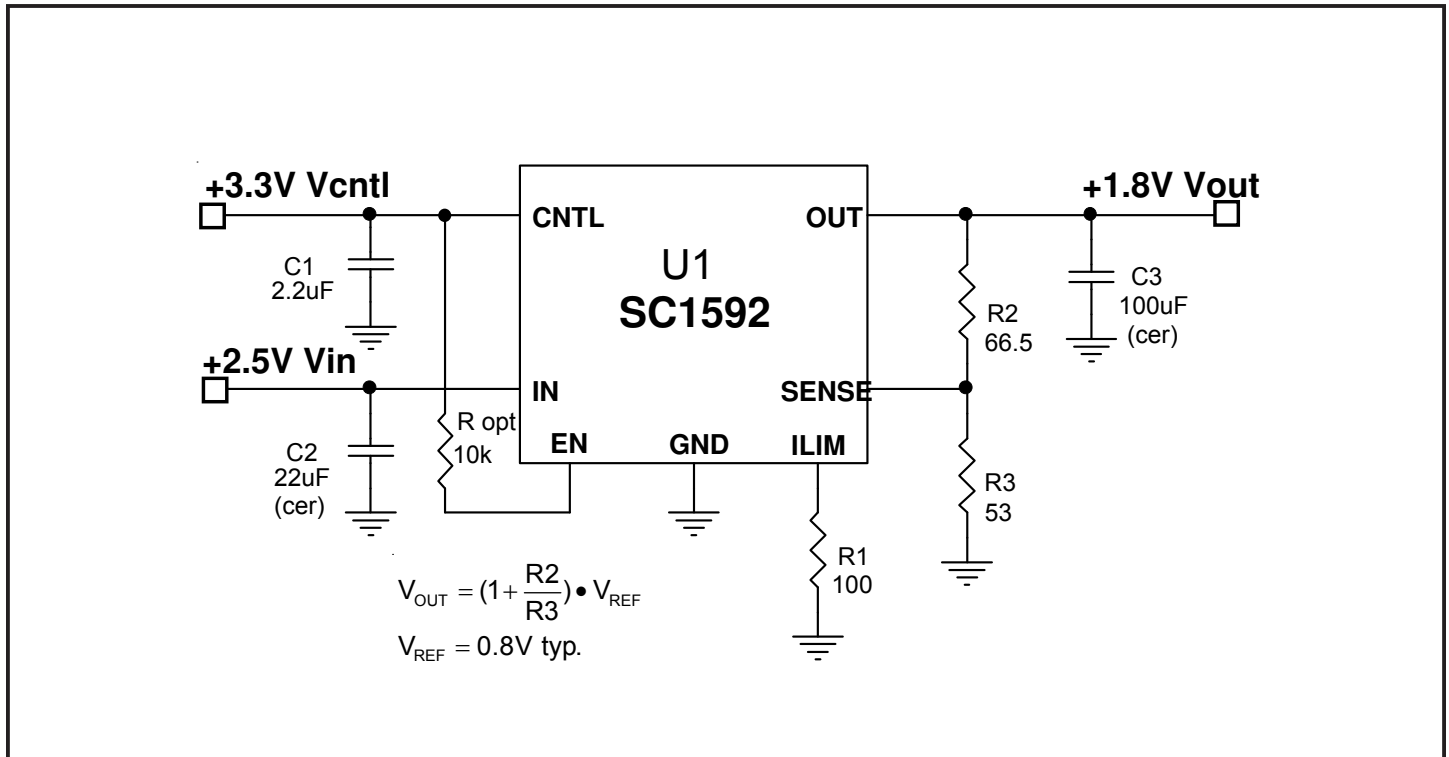 +3.3V Vcntl
+1.8V Vout
CNTL
OUT
U1
SC1592
C1
2.2uF
C3
100uF
(cer)
R2
66.5
+2.5V Vin
IN
SENSE
R opt
10k
EN
GND
ILIM
C2
22uF
(cer)
R3
53
R1
100
V_OUT = (1+ R2/R3) • V_REF
V_REF = 0.8V typ.